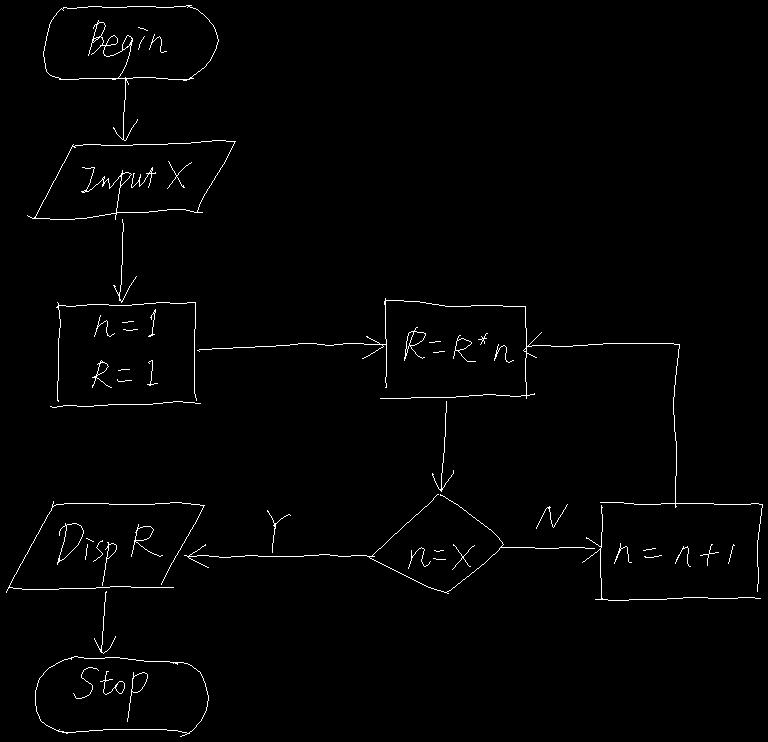 Begin
Input X
n=1
R=1
R=R*n
n=X
Y
N
n=n+1
Disp R
Stop